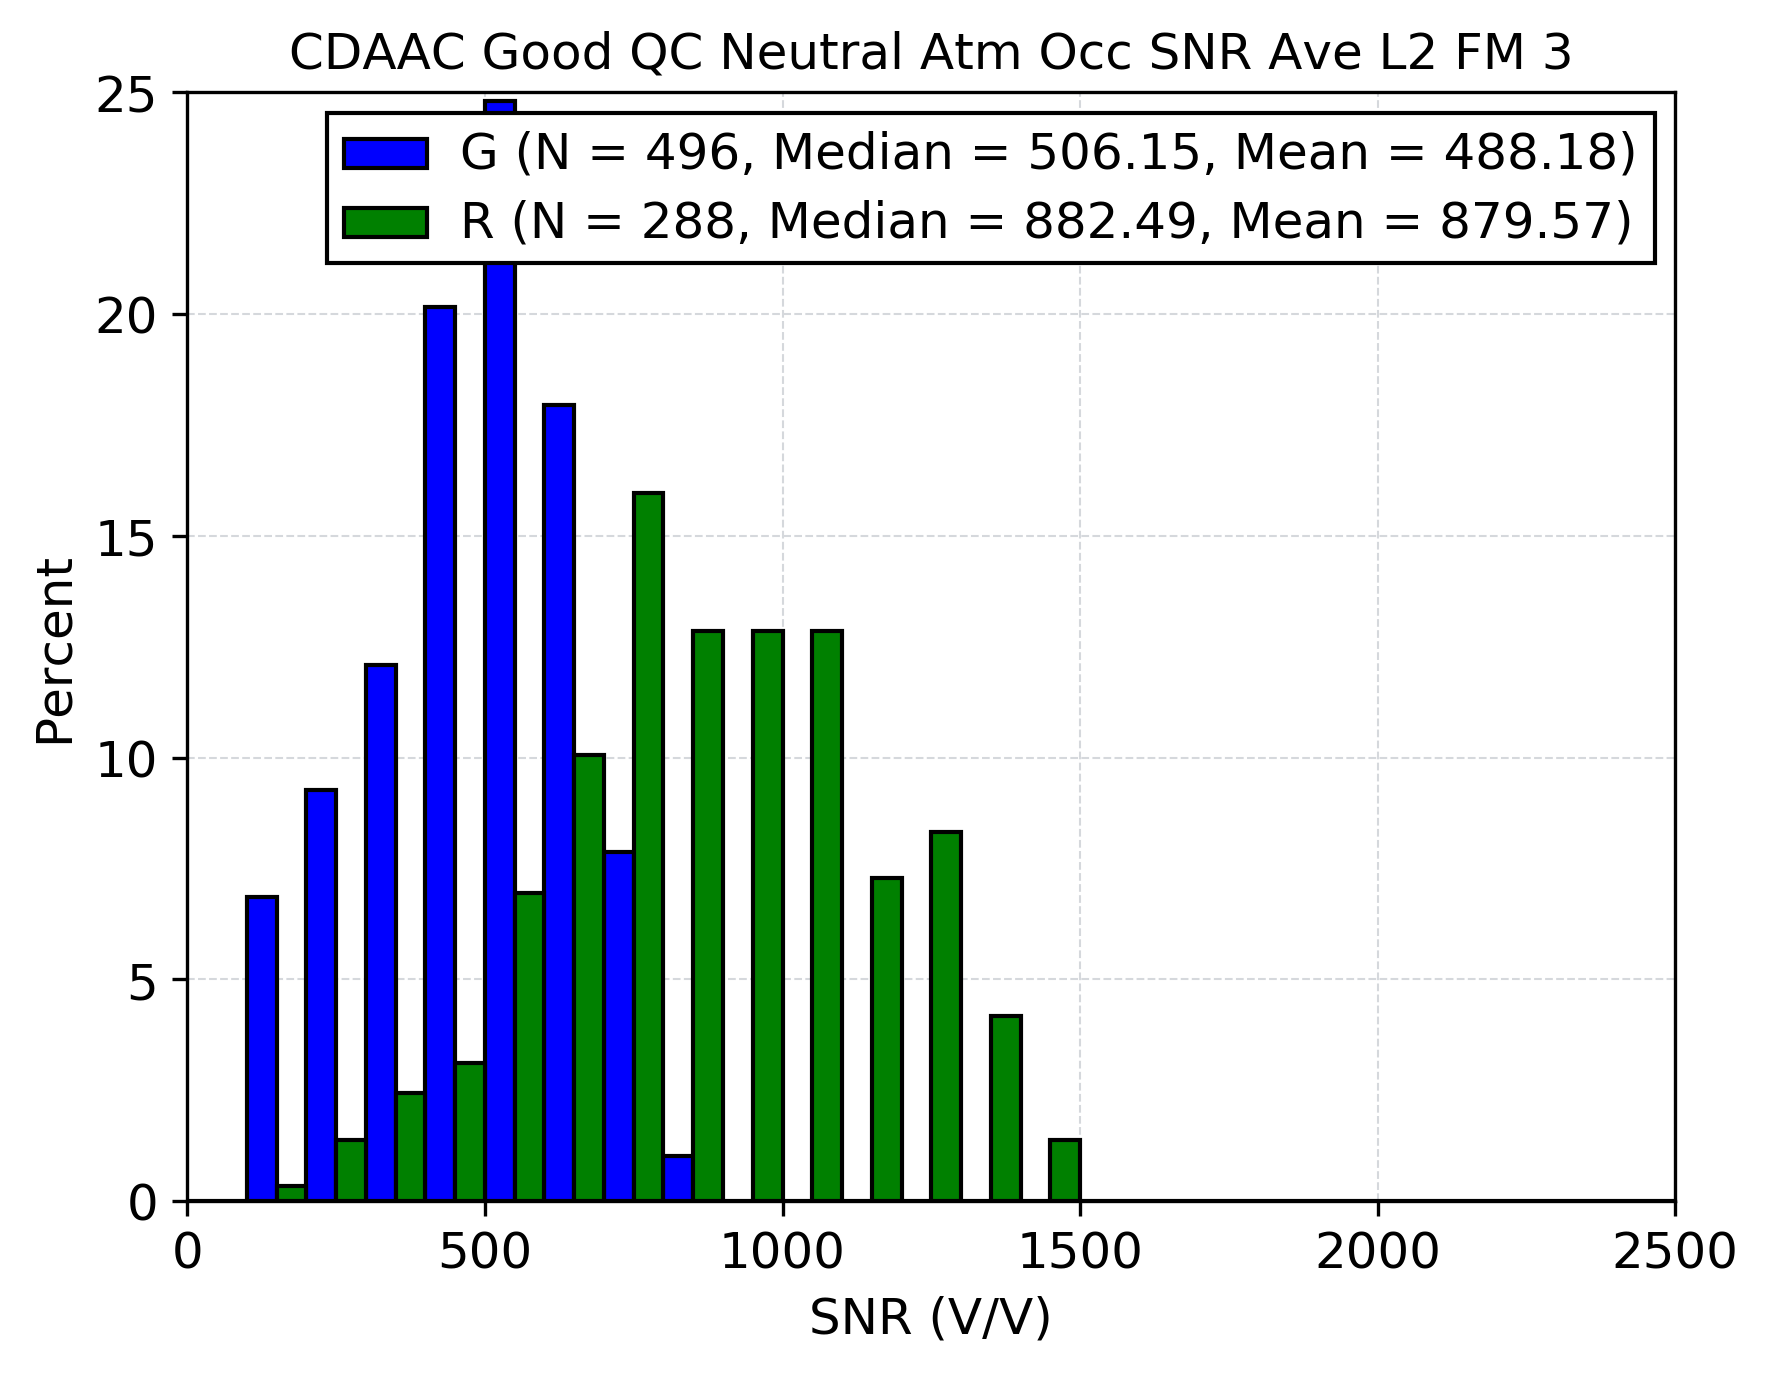 CDAAC Good QC Neutral Atm Occ SNR Ave L2 FM 3
25
20
15
10
5
0
Percent
G (N = 496, Median = 506.15, Mean = 488.18)
R (N = 288, Median = 882.49, Mean = 879.57)
0 500 1000 1500 2000 2500
SNR (V/V)